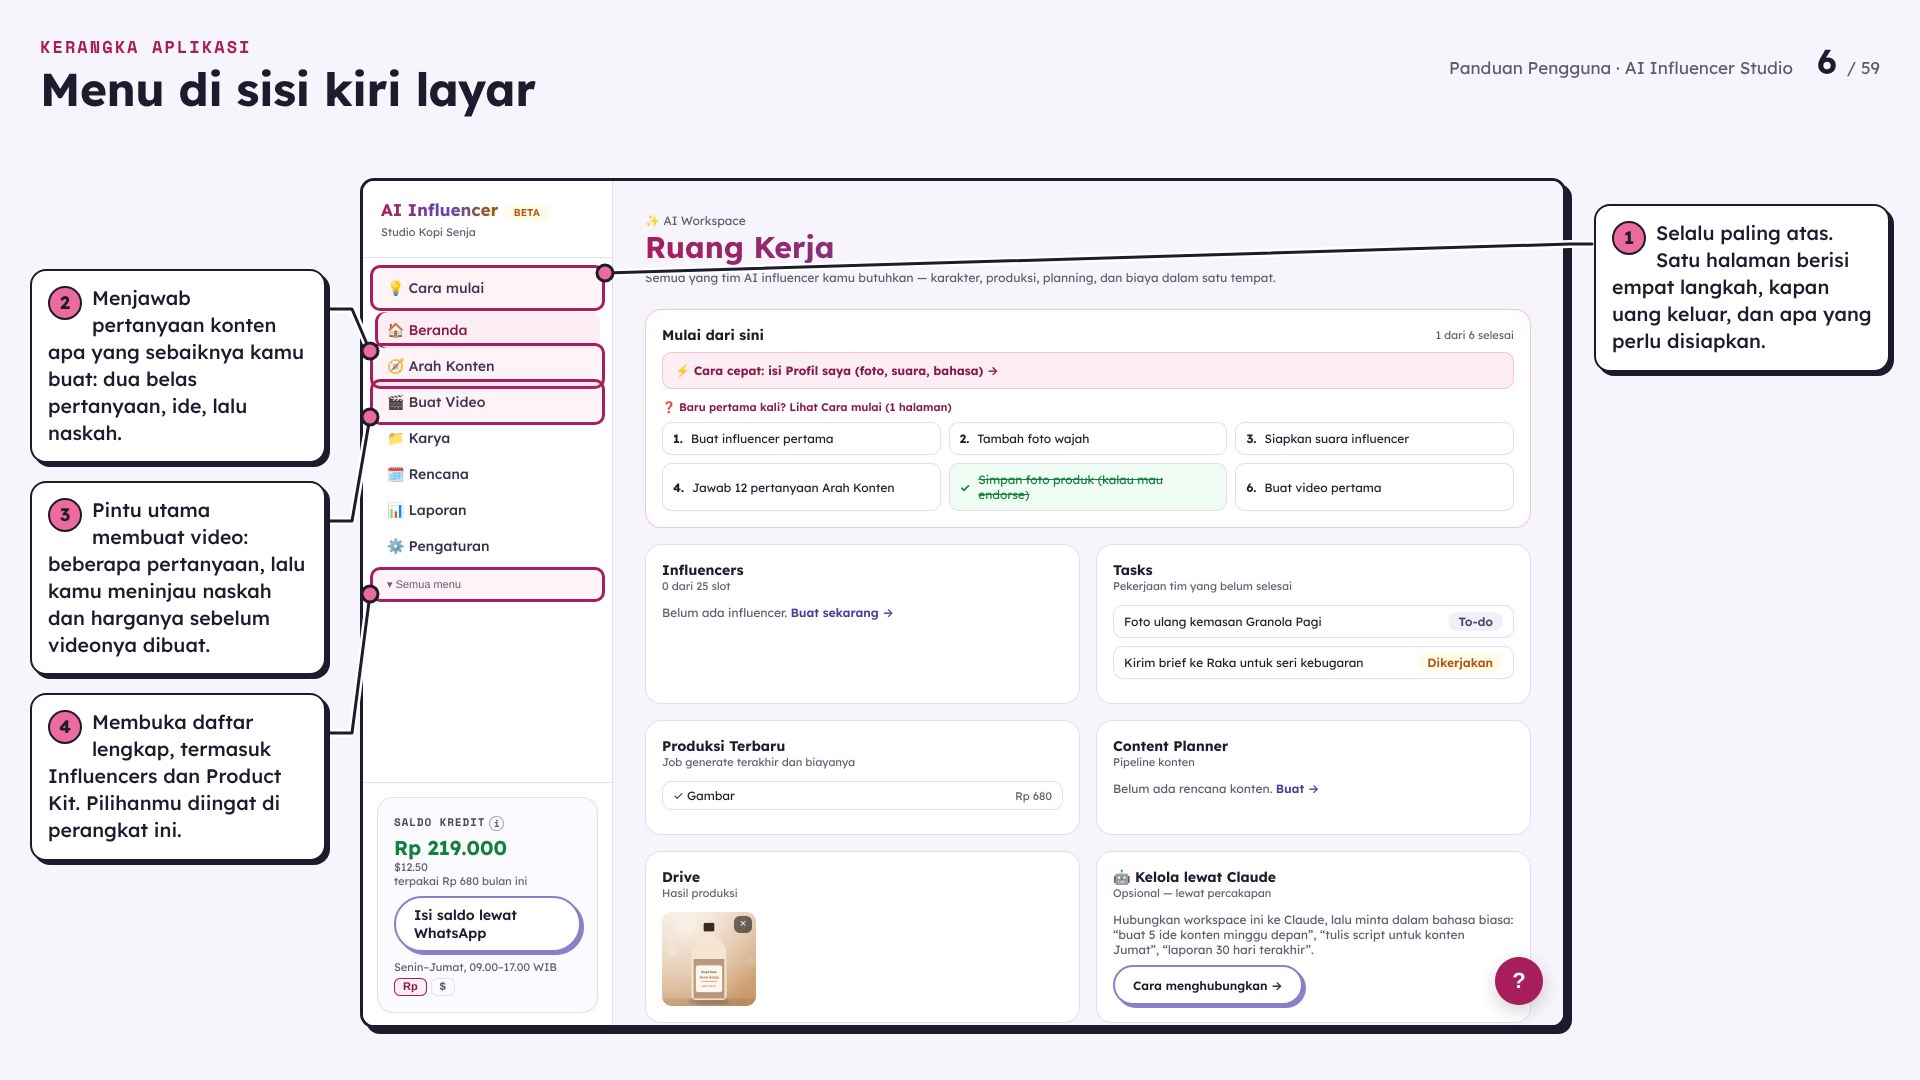 KERANGKA APLIKASI
Menu di sisi kiri layar
Panduan Pengguna · AI Influencer Studio 6 / 59
1 Selalu paling atas.
Satu halaman berisi
empat langkah, kapan
uang keluar, dan apa yang
perlu disiapkan.
2 Menjawab
pertanyaan konten
apa yang sebaiknya kamu
buat: dua belas
pertanyaan, ide, lalu
naskah.
3 Pintu utama
membuat video:
beberapa pertanyaan, lalu
kamu meninjau naskah
dan harganya sebelum
videonya dibuat.
4 Membuka daftar
lengkap, termasuk
Influencers dan Product
Kit. Pilihanmu diingat di
perangkat ini.
AI Influencer BETA
Studio Kopi Senja
💡 Cara mulai
🏠 Beranda
🧭 Arah Konten
🎬 Buat Video
📁 Karya
🗓️ Rencana
📊 Laporan
⚙️ Pengaturan
▾ Semua menu
SALDO KREDIT i
Rp 219.000
$12.50
terpakai Rp 680 bulan ini
Isi saldo lewat
WhatsApp
Senin–Jumat, 09.00–17.00 WIB
Rp $
✨ AI Workspace
Ruang Kerja
Semua yang tim AI influencer kamu butuhkan — karakter, produksi, planning, dan biaya dalam satu tempat.
Mulai dari sini 1 dari 6 selesai
⚡ Cara cepat: isi Profil saya (foto, suara, bahasa) →
❓ Baru pertama kali? Lihat Cara mulai (1 halaman)
1. Buat influencer pertama
2. Tambah foto wajah
3. Siapkan suara influencer
4. Jawab 12 pertanyaan Arah Konten
✓ Simpan foto produk (kalau mau
endorse)
6. Buat video pertama
Influencers
0 dari 25 slot
Belum ada influencer. Buat sekarang →
Tasks
Pekerjaan tim yang belum selesai
Foto ulang kemasan Granola Pagi To-do
Kirim brief ke Raka untuk seri kebugaran Dikerjakan
Produksi Terbaru
Job generate terakhir dan biayanya
✓ Gambar Rp 680
Content Planner
Pipeline konten
Belum ada rencana konten. Buat →
Drive
Hasil produksi
×
🤖 Kelola lewat Claude
Opsional — lewat percakapan
Hubungkan workspace ini ke Claude, lalu minta dalam bahasa biasa:
“buat 5 ide konten minggu depan”, “tulis script untuk konten
Jumat”, “laporan 30 hari terakhir”.
Cara menghubungkan →
?